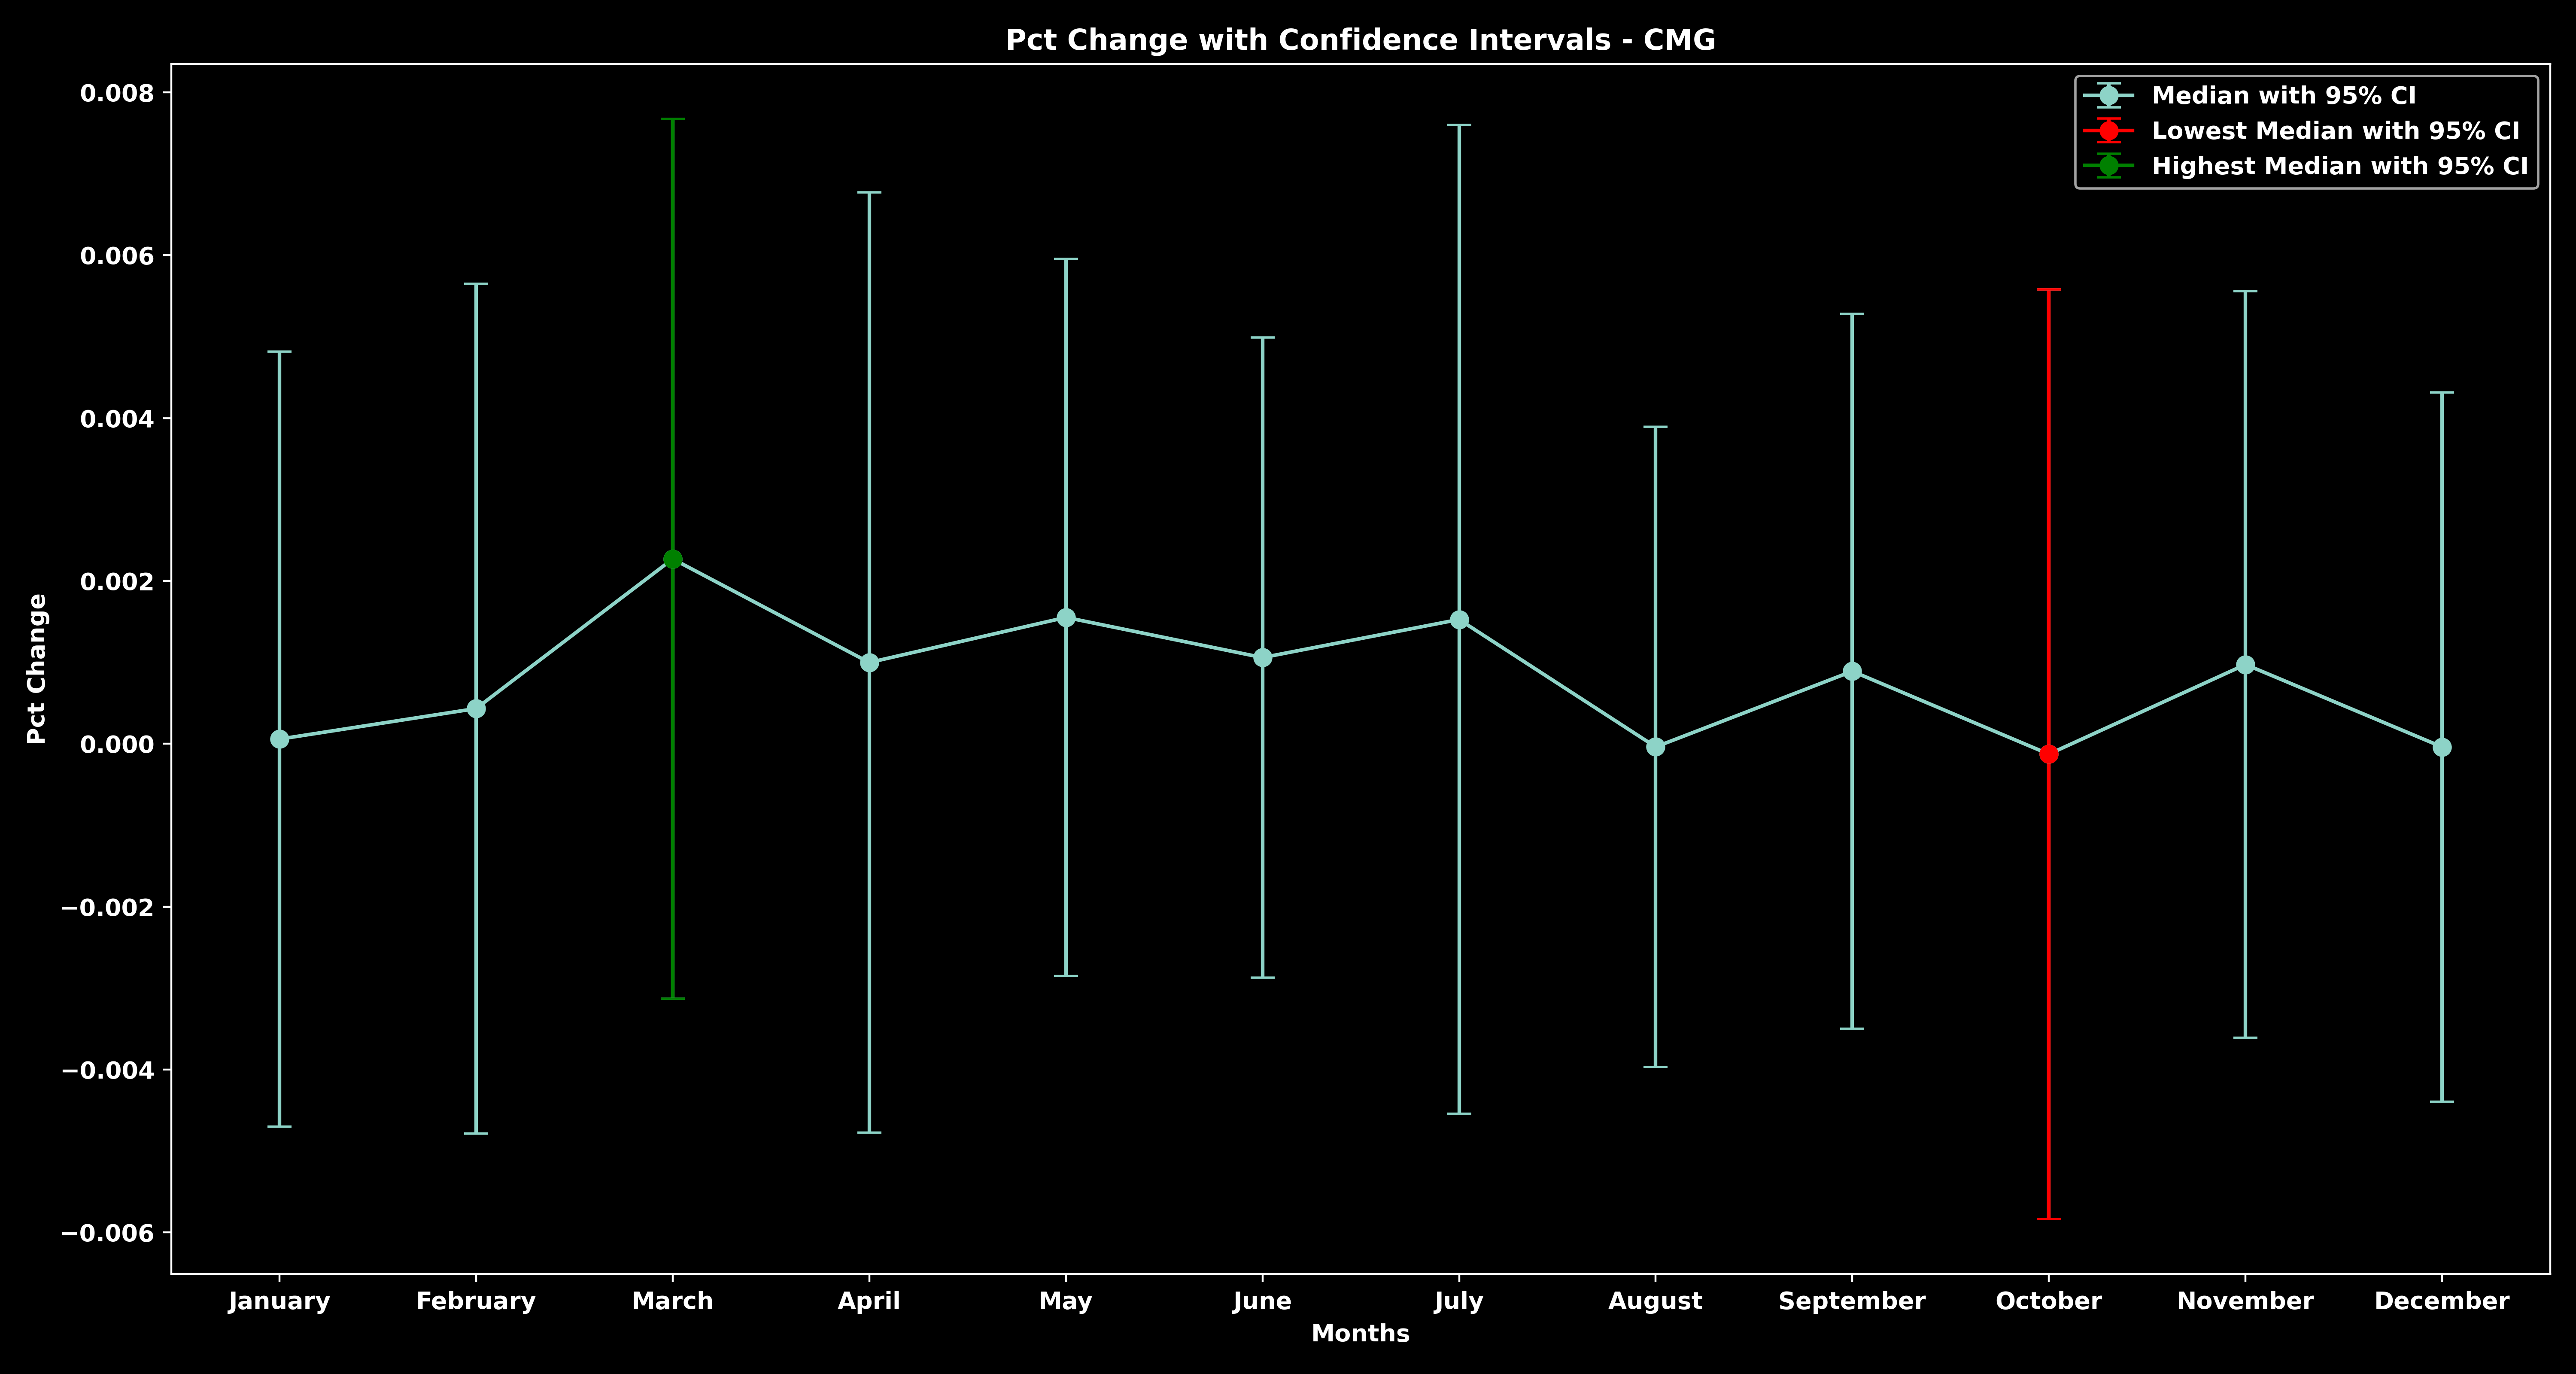 Pct Change with Confidence Intervals - CMG
Median with 95% CI
Lowest Median with 95% CI
Highest Median with 95% CI
Pct Change
0.008
0.006
0.004
0.002
0.000
−0.002
−0.004
−0.006
January February March April May June July August September October November December
Months